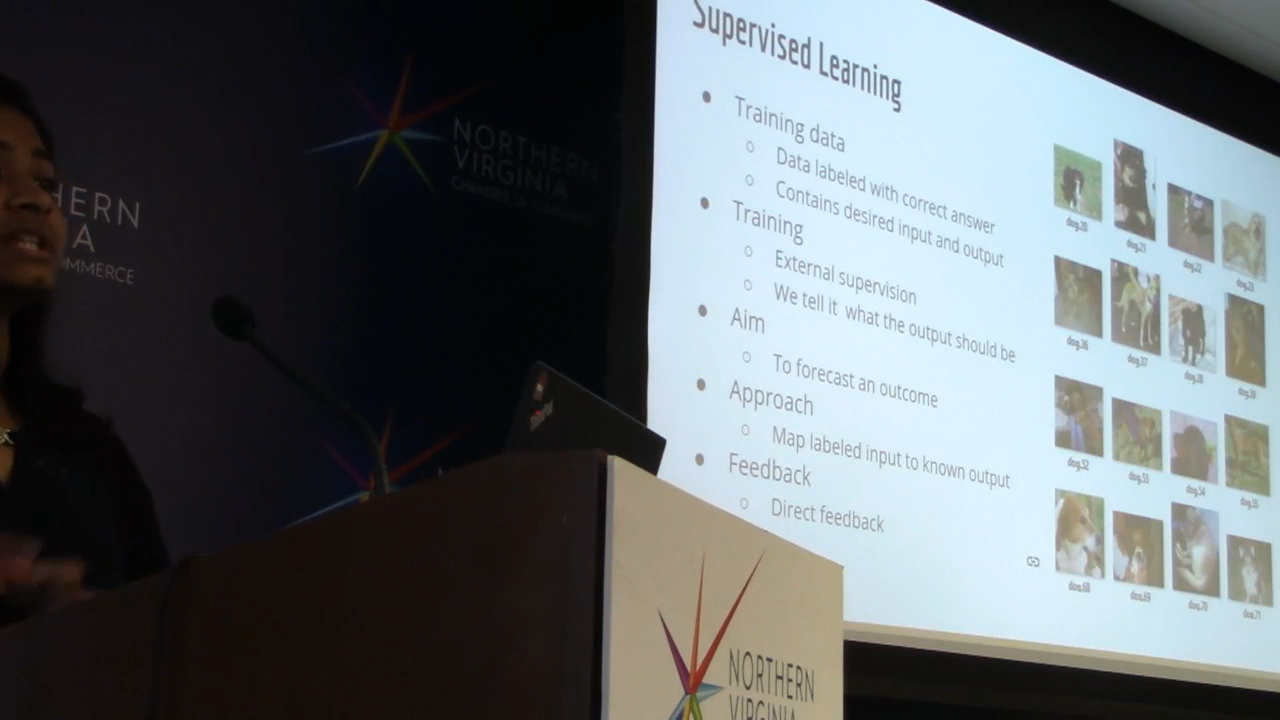 HERN
IA
OMMERCE
NORTHERN
VIRGINIA
Supervised Learning
• Training data
○ Data labeled with correct answer
○ Contains desired input and output
• Training
○ External supervision
○ We tell it what the output should be
• Aim
○ To forecast an outcome
• Approach
○ Map labeled input to known output
• Feedback
○ Direct feedback
dog.20 dog.21 dog.22 dog.23
dog.36 dog.37 dog.38 dog.39
dog.52 dog.53 dog.54 dog.55
dog.68 dog.69 dog.70 dog.71
NORTHERN
VIRGINIA